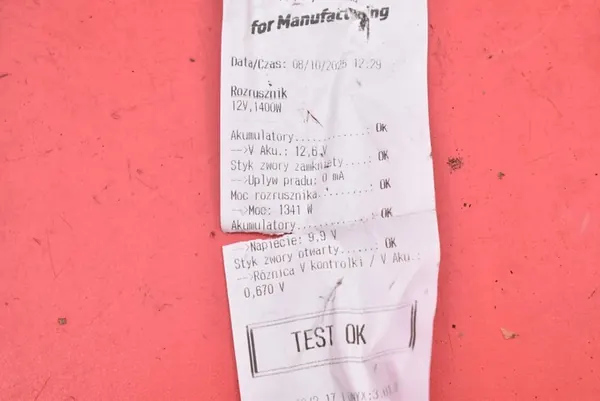 for Manufacturing
Data/Czas: 08/10/2025 12:29
Rozrusznik
12V,1400W
Akumulatory............: OK
-->V Aku.: 12,6 V
Styk zwory zamknięty....: OK
-->Upływ prądu: 0 mA
Moc rozrusznika.........: OK
-->Moc: 1341 W
Akumulatory............: OK
-->Napięcie: 9,9 V
Styk zwory otwarty......: OK
-->Różnica V kontrolki / V Aku.:
0,670 V
TEST OK